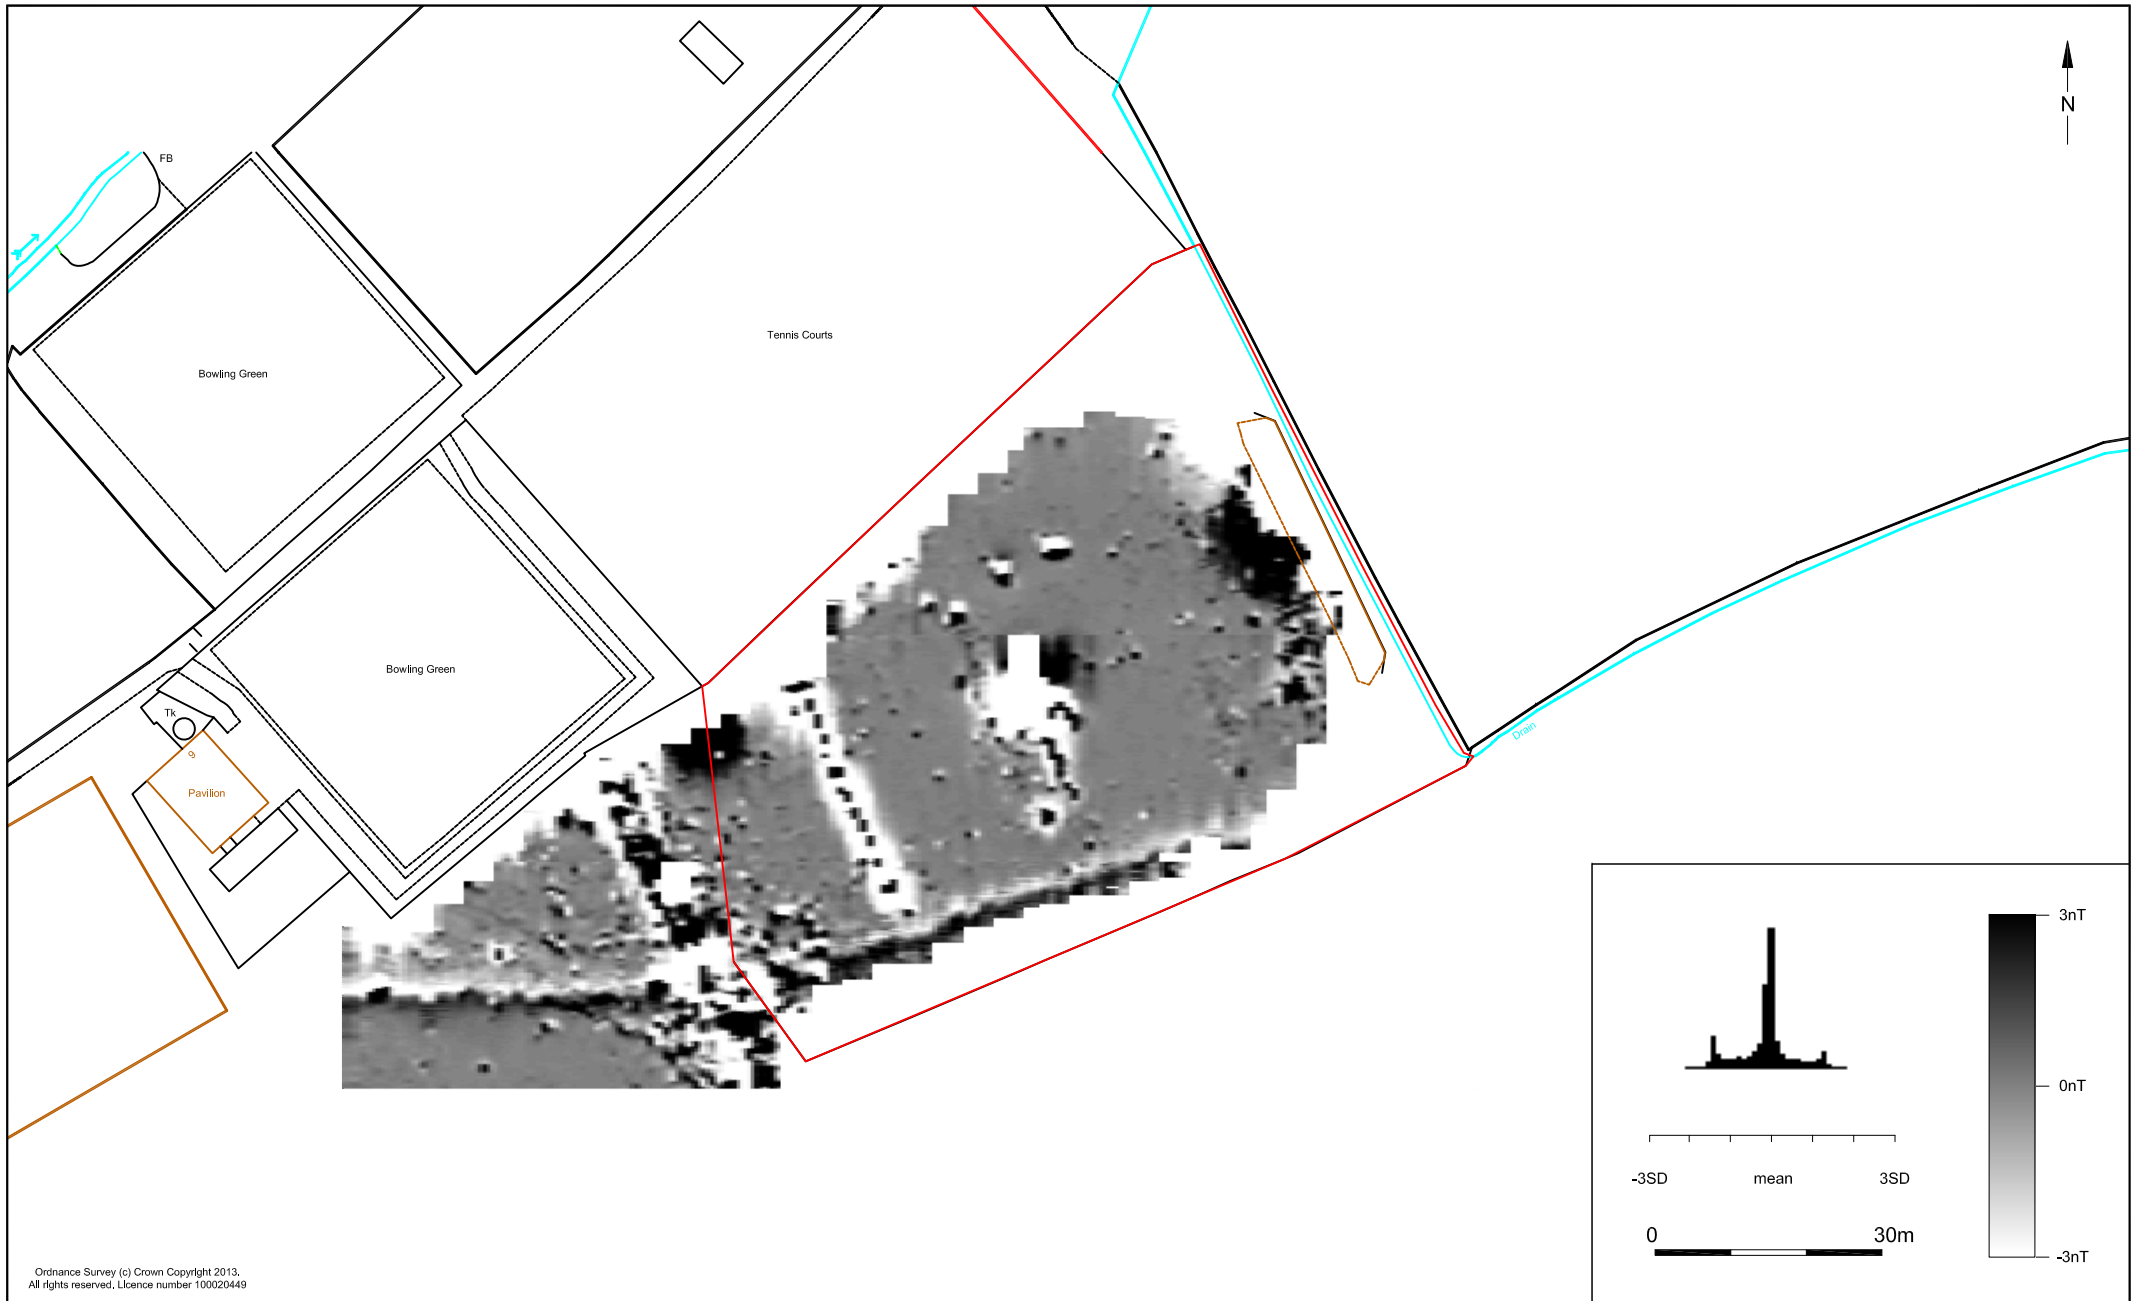 FB
N
Tennis Courts
Bowling Green
Bowling Green
Tk
9
Pavilion
Drain
3nT
0nT
-3nT
-3SD
mean
3SD
0
30m
Ordnance Survey (c) Crown Copyright 2013.
All rights reserved. Licence number 100020449